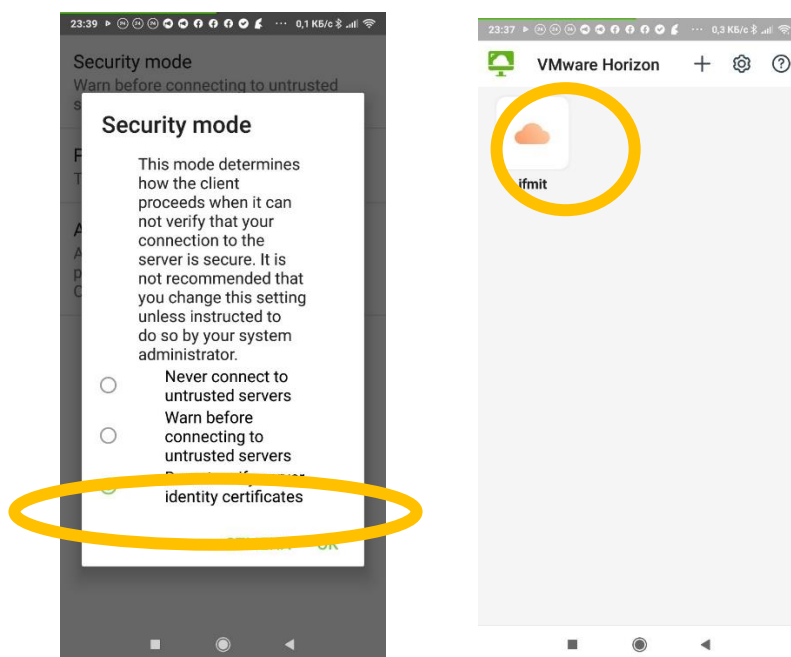 23:39
0,1 КБ/с
Security mode
Warn before connecting to untrusted
Security mode
This mode determines
how the client
proceeds when it can
not verify that your
connection to the
server is secure. It is
not recommended that
you change this setting
unless instructed to
do so by your system
administrator.
Never connect to
untrusted servers
Warn before
connecting to
untrusted servers
identity certificates
23:37
0,3 КБ/с
VMware Horizon
ifmit